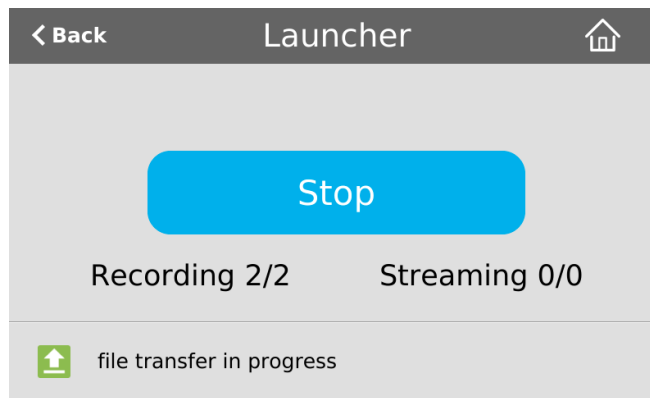 Back
Launcher
Stop
Recording 2/2
Streaming 0/0
file transfer in progress